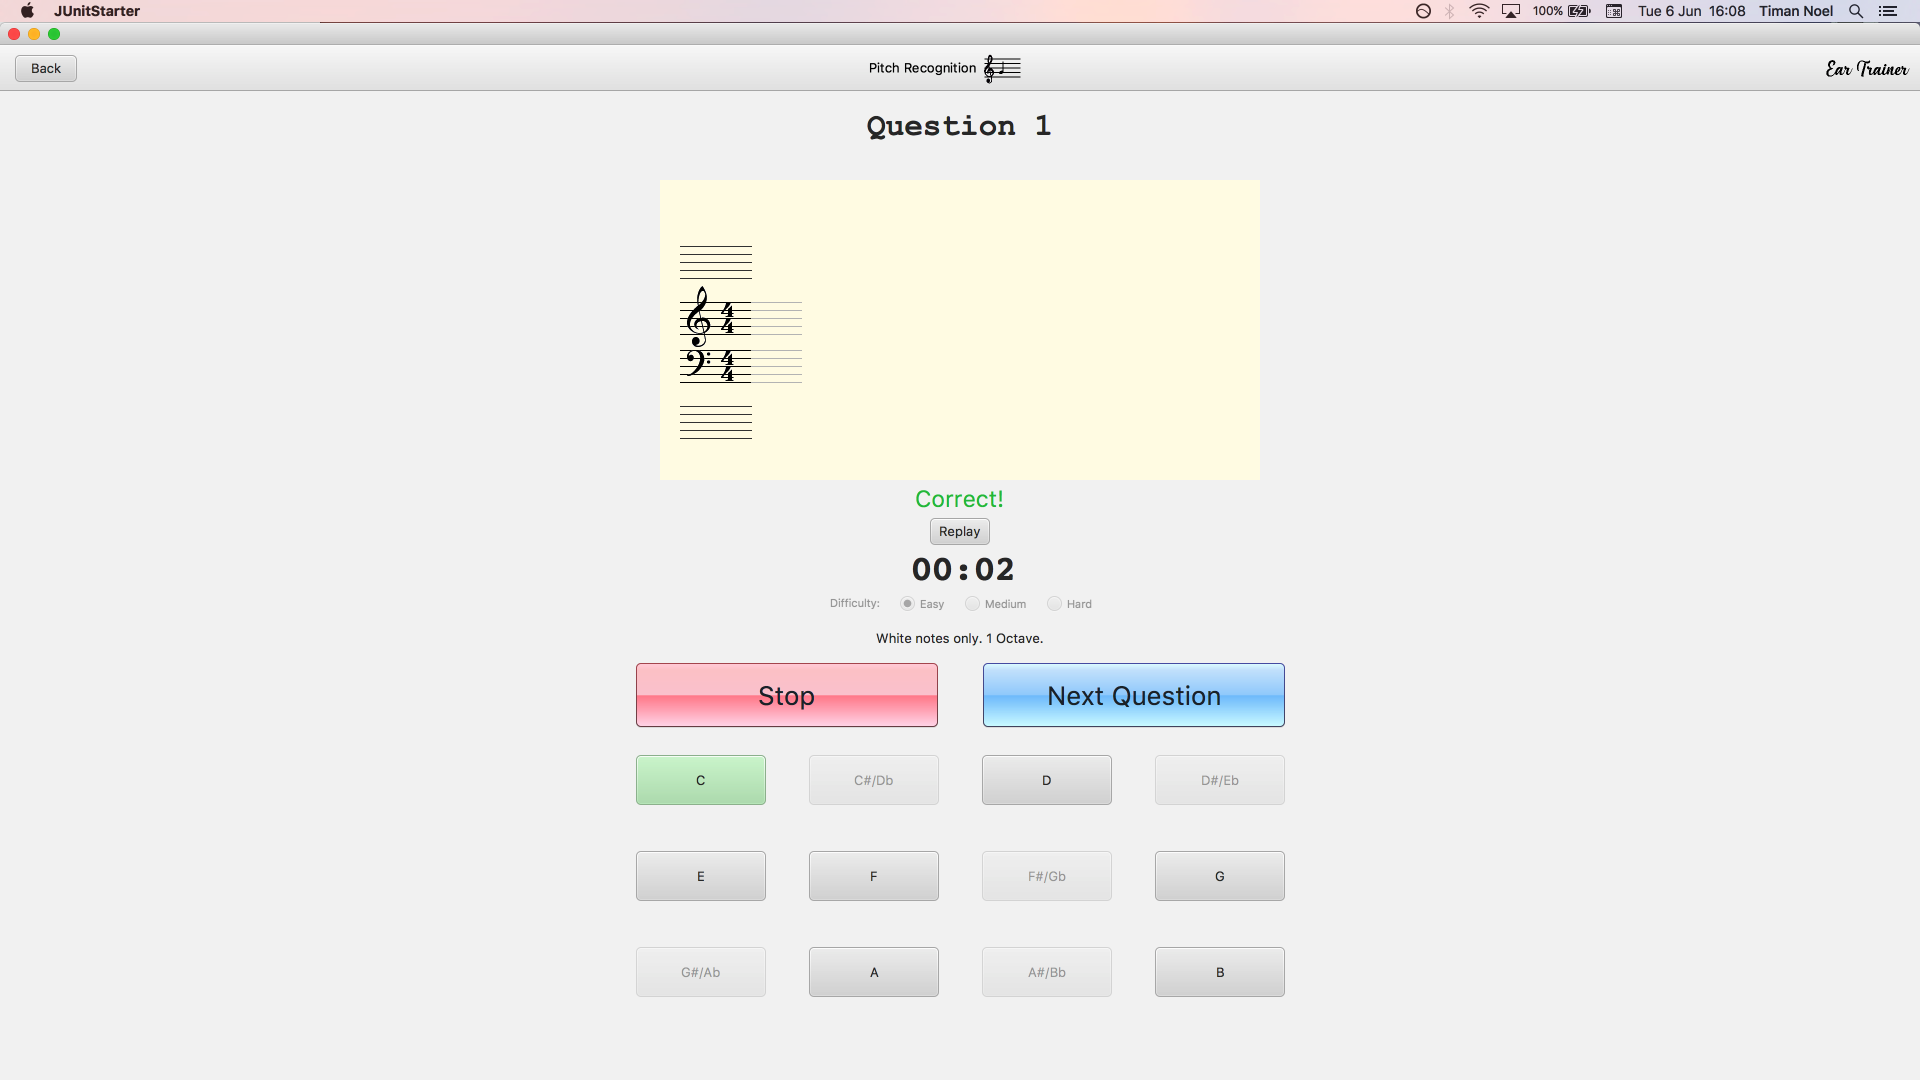 JUnitStarter 100% Tue 6 Jun 16:08 Timan Noel
Back Pitch Recognition Ear Trainer
Question 1
4
4
4
4
Correct!
Replay
00:02
Difficulty: Easy Medium Hard
White notes only. 1 Octave.
Stop Next Question
C C#/Db D D#/Eb
E F F#/Gb G
G#/Ab A A#/Bb B